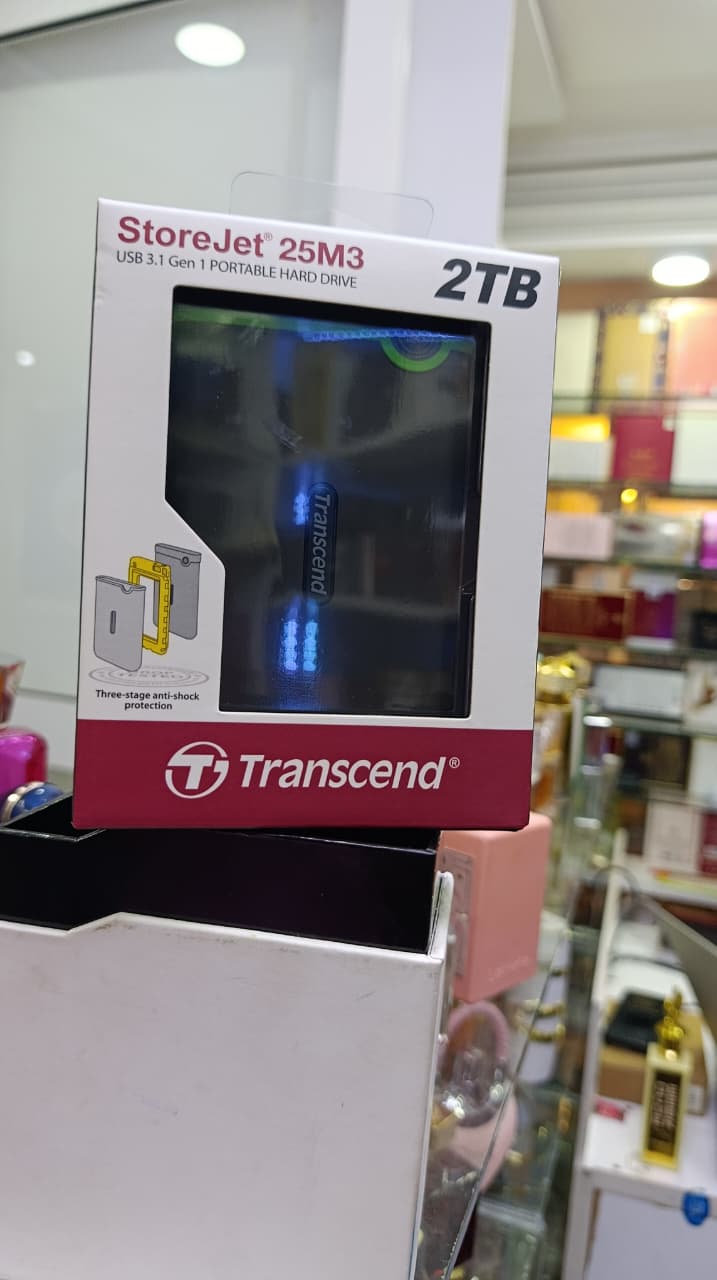 StoreJet® 25M3
USB 3.1 Gen 1 PORTABLE HARD DRIVE
2TB
Transcend
Three-stage anti-shock
protection
Transcend®